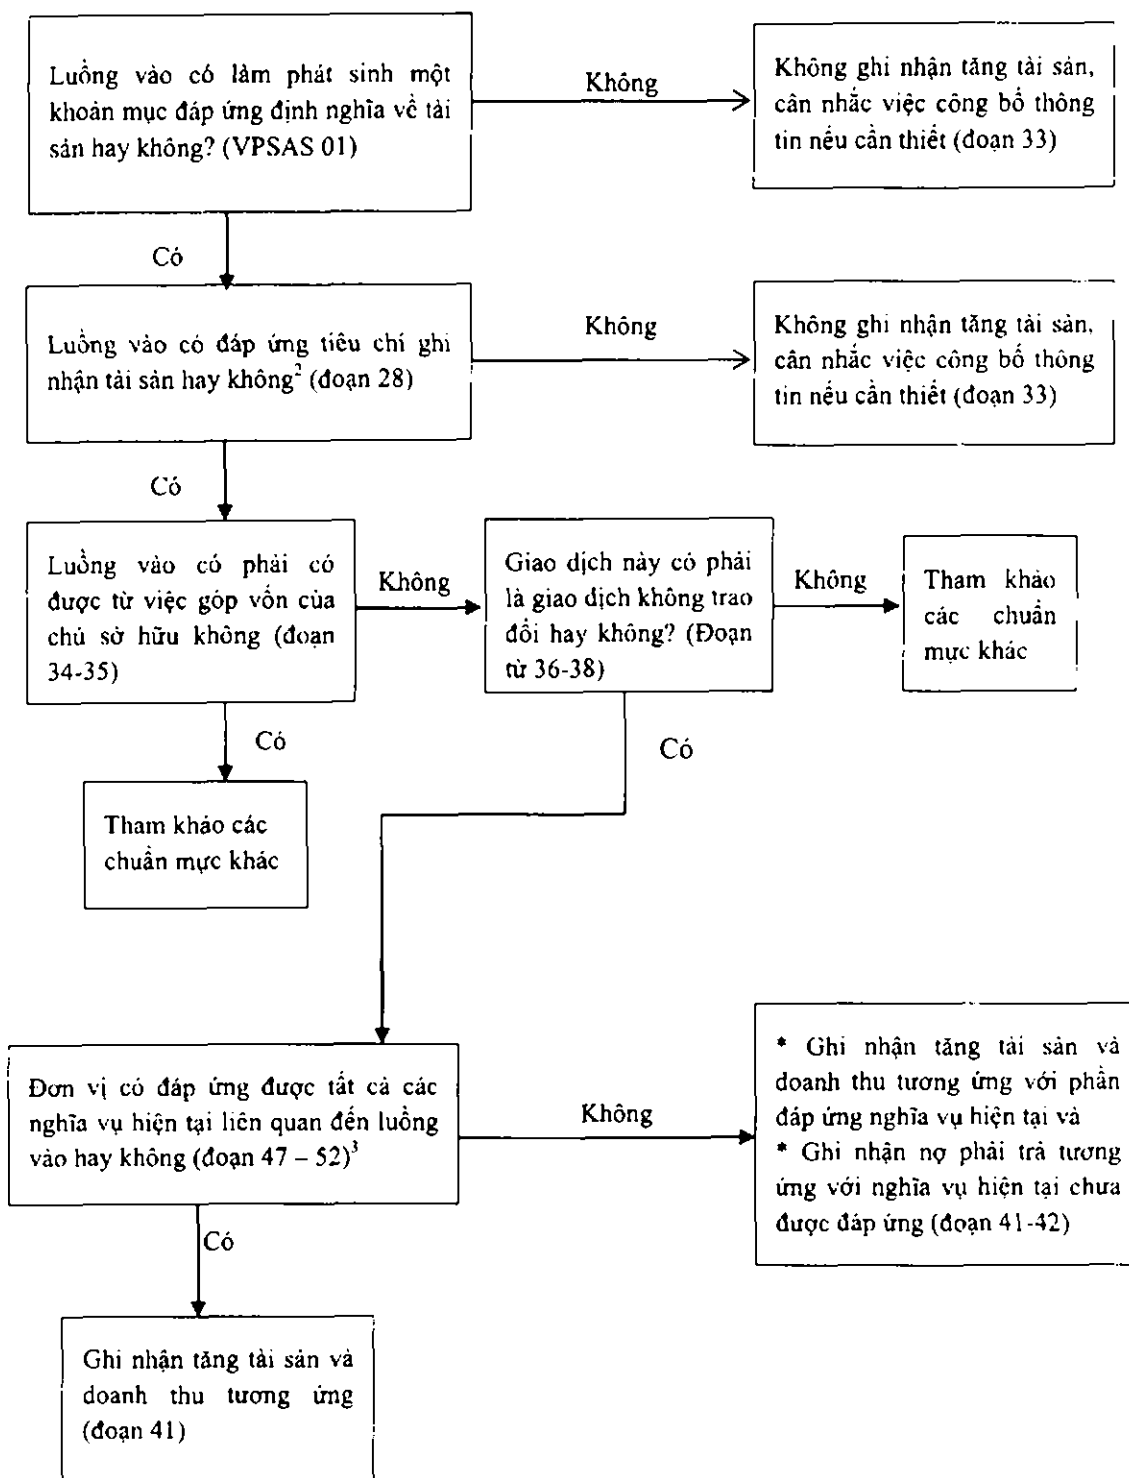 Luồng vào có làm phát sinh một
khoản mục đáp ứng định nghĩa về tài
sản hay không? (VPSAS 01)
Không
Không ghi nhận tăng tài sản,
cân nhắc việc công bố thông
tin nếu cần thiết (đoạn 33)
Có
Luồng vào có đáp ứng tiêu chí ghi
nhận tài sản hay không² (đoạn 28)
Không
Không ghi nhận tăng tài sản,
cân nhắc việc công bố thông
tin nếu cần thiết (đoạn 33)
Có
Luồng vào có phải có
được từ việc góp vốn của
chủ sở hữu không (đoạn
34-35)
Không
Giao dịch này có phải
là giao dịch không trao
đổi hay không? (Đoạn
từ 36-38)
Không
Tham khảo
các chuẩn
mực khác
Có
Có
Tham khảo các
chuẩn mực khác
Đơn vị có đáp ứng được tất cả các
nghĩa vụ hiện tại liên quan đến luồng
vào hay không (đoạn 47 – 52)³
Không
* Ghi nhận tăng tài sản và
doanh thu tương ứng với phần
đáp ứng nghĩa vụ hiện tại và
* Ghi nhận nợ phải trả tương
ứng với nghĩa vụ hiện tại chưa
được đáp ứng (đoạn 41-42)
Có
Ghi nhận tăng tài sản và
doanh thu tương ứng
(đoạn 41)